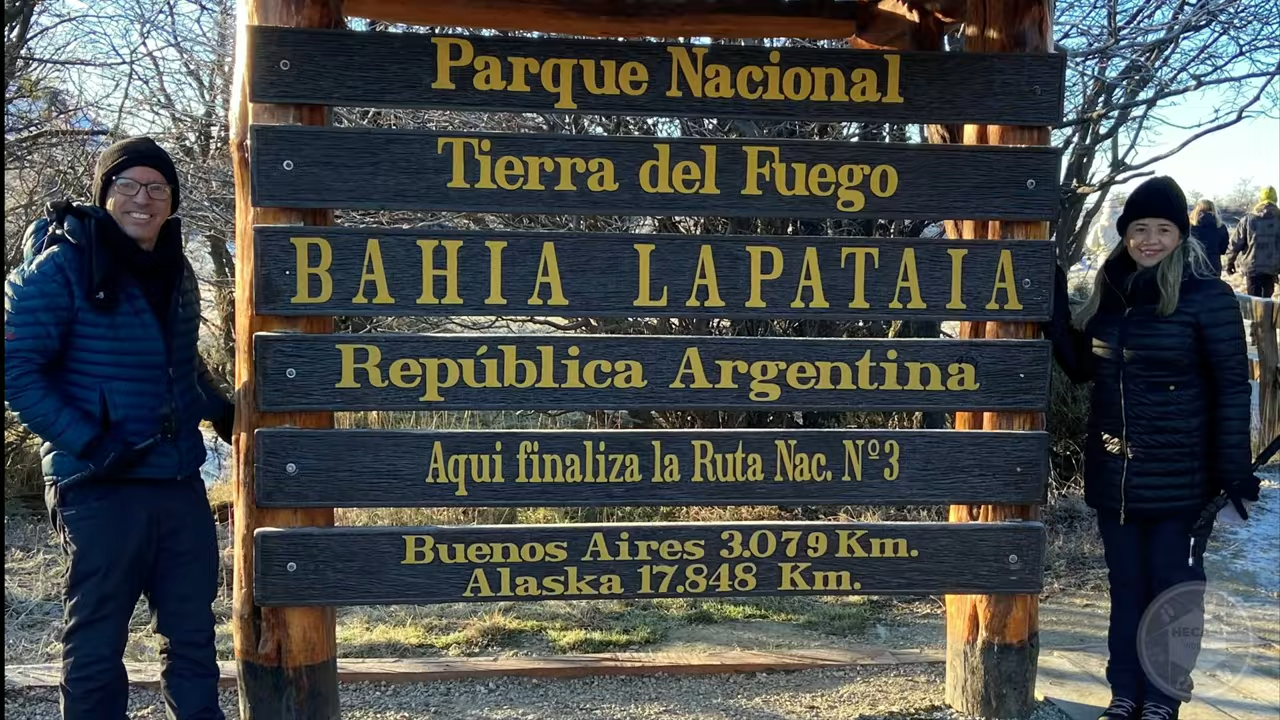 Parque Nacional
Tierra del Fuego
BAHIA LAPATAIA
República Argentina
Aqui finaliza la Ruta Nac. Nº3
Buenos Aires 3.079 Km.
Alaska 17.848 Km.